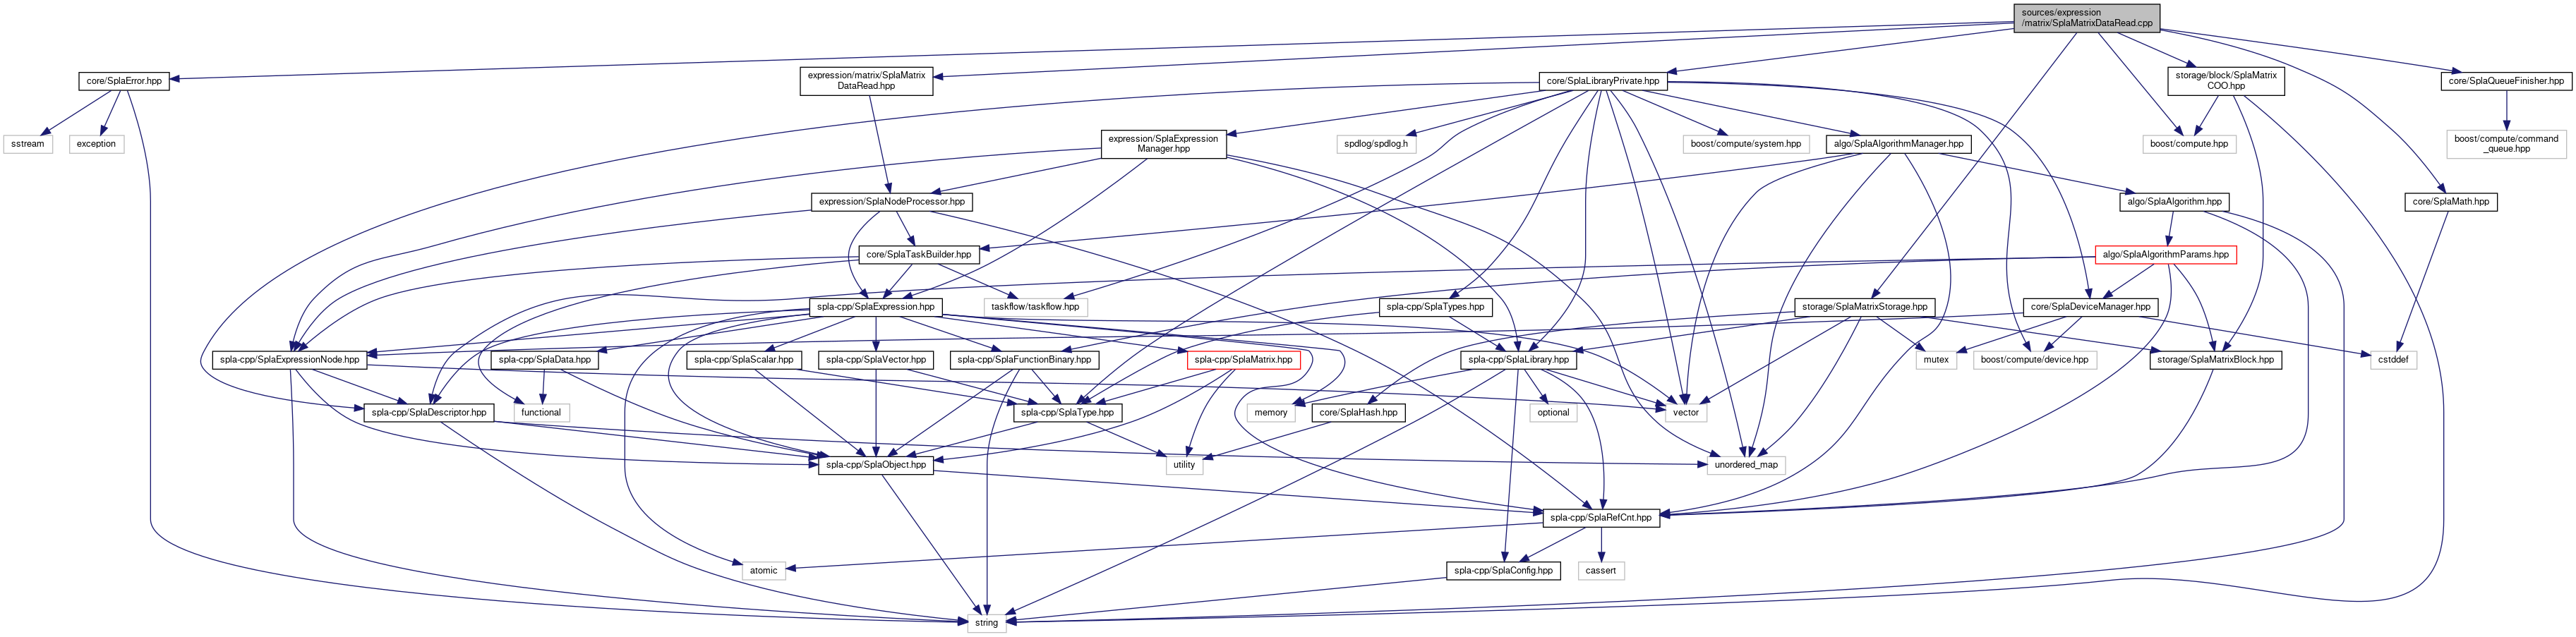 sources/expression
/matrix/SplaMatrixDataRead.cpp
core/SplaError.hpp
expression/matrix/SplaMatrix
DataRead.hpp
core/SplaLibraryPrivate.hpp
storage/block/SplaMatrix
COO.hpp
core/SplaQueueFinisher.hpp
sstream
exception
expression/SplaExpression
Manager.hpp
spdlog/spdlog.h
boost/compute/system.hpp
algo/SplaAlgorithmManager.hpp
boost/compute.hpp
boost/compute/command
_queue.hpp
expression/SplaNodeProcessor.hpp
algo/SplaAlgorithm.hpp
core/SplaMath.hpp
core/SplaTaskBuilder.hpp
algo/SplaAlgorithmParams.hpp
spla-cpp/SplaExpression.hpp
taskflow/taskflow.hpp
spla-cpp/SplaTypes.hpp
storage/SplaMatrixStorage.hpp
core/SplaDeviceManager.hpp
spla-cpp/SplaExpressionNode.hpp
spla-cpp/SplaData.hpp
spla-cpp/SplaScalar.hpp
spla-cpp/SplaVector.hpp
spla-cpp/SplaFunctionBinary.hpp
spla-cpp/SplaMatrix.hpp
spla-cpp/SplaLibrary.hpp
mutex
boost/compute/device.hpp
storage/SplaMatrixBlock.hpp
cstddef
spla-cpp/SplaDescriptor.hpp
functional
spla-cpp/SplaType.hpp
memory
core/SplaHash.hpp
optional
vector
spla-cpp/SplaObject.hpp
utility
unordered_map
spla-cpp/SplaRefCnt.hpp
atomic
spla-cpp/SplaConfig.hpp
cassert
string